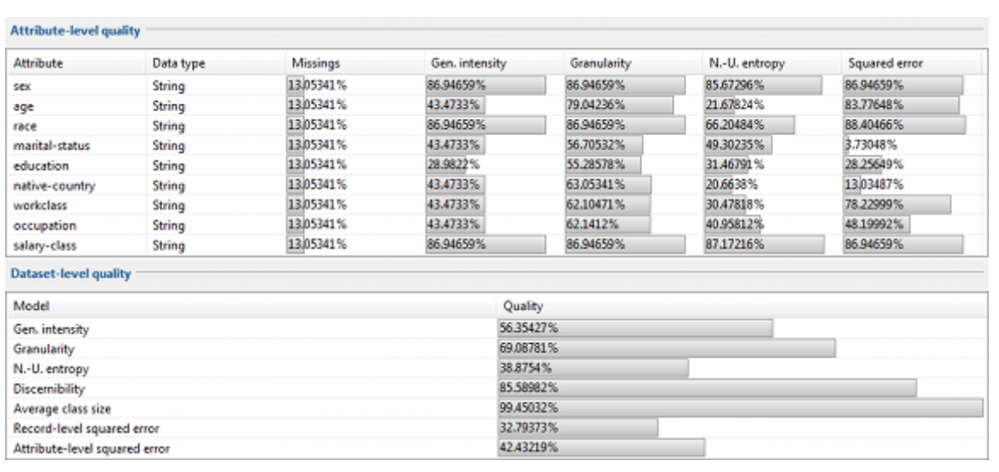 Attribute-level quality
Attribute Data type Missings Gen. intensity Granularity N.-U. entropy Squared error
sex String 13.05341% 86.94659% 86.94659% 85.67296% 86.94659%
age String 13.05341% 43.4733% 79.04236% 21.67824% 83.77648%
race String 13.05341% 86.94659% 86.94659% 66.20484% 88.40466%
marital-status String 13.05341% 43.4733% 56.70532% 49.30235% 3.73048%
education String 13.05341% 28.9822% 55.28578% 31.46791% 28.25649%
native-country String 13.05341% 43.4733% 63.05341% 20.6638% 13.03487%
workclass String 13.05341% 43.4733% 62.10471% 30.47818% 78.22999%
occupation String 13.05341% 43.4733% 62.1412% 40.95812% 48.19992%
salary-class String 13.05341% 86.94659% 86.94659% 87.17216% 86.94659%
Dataset-level quality
Model Quality
Gen. intensity 56.35427%
Granularity 69.08781%
N.-U. entropy 38.8754%
Discernibility 85.58982%
Average class size 99.45032%
Record-level squared error 32.79373%
Attribute-level squared error 42.43219%